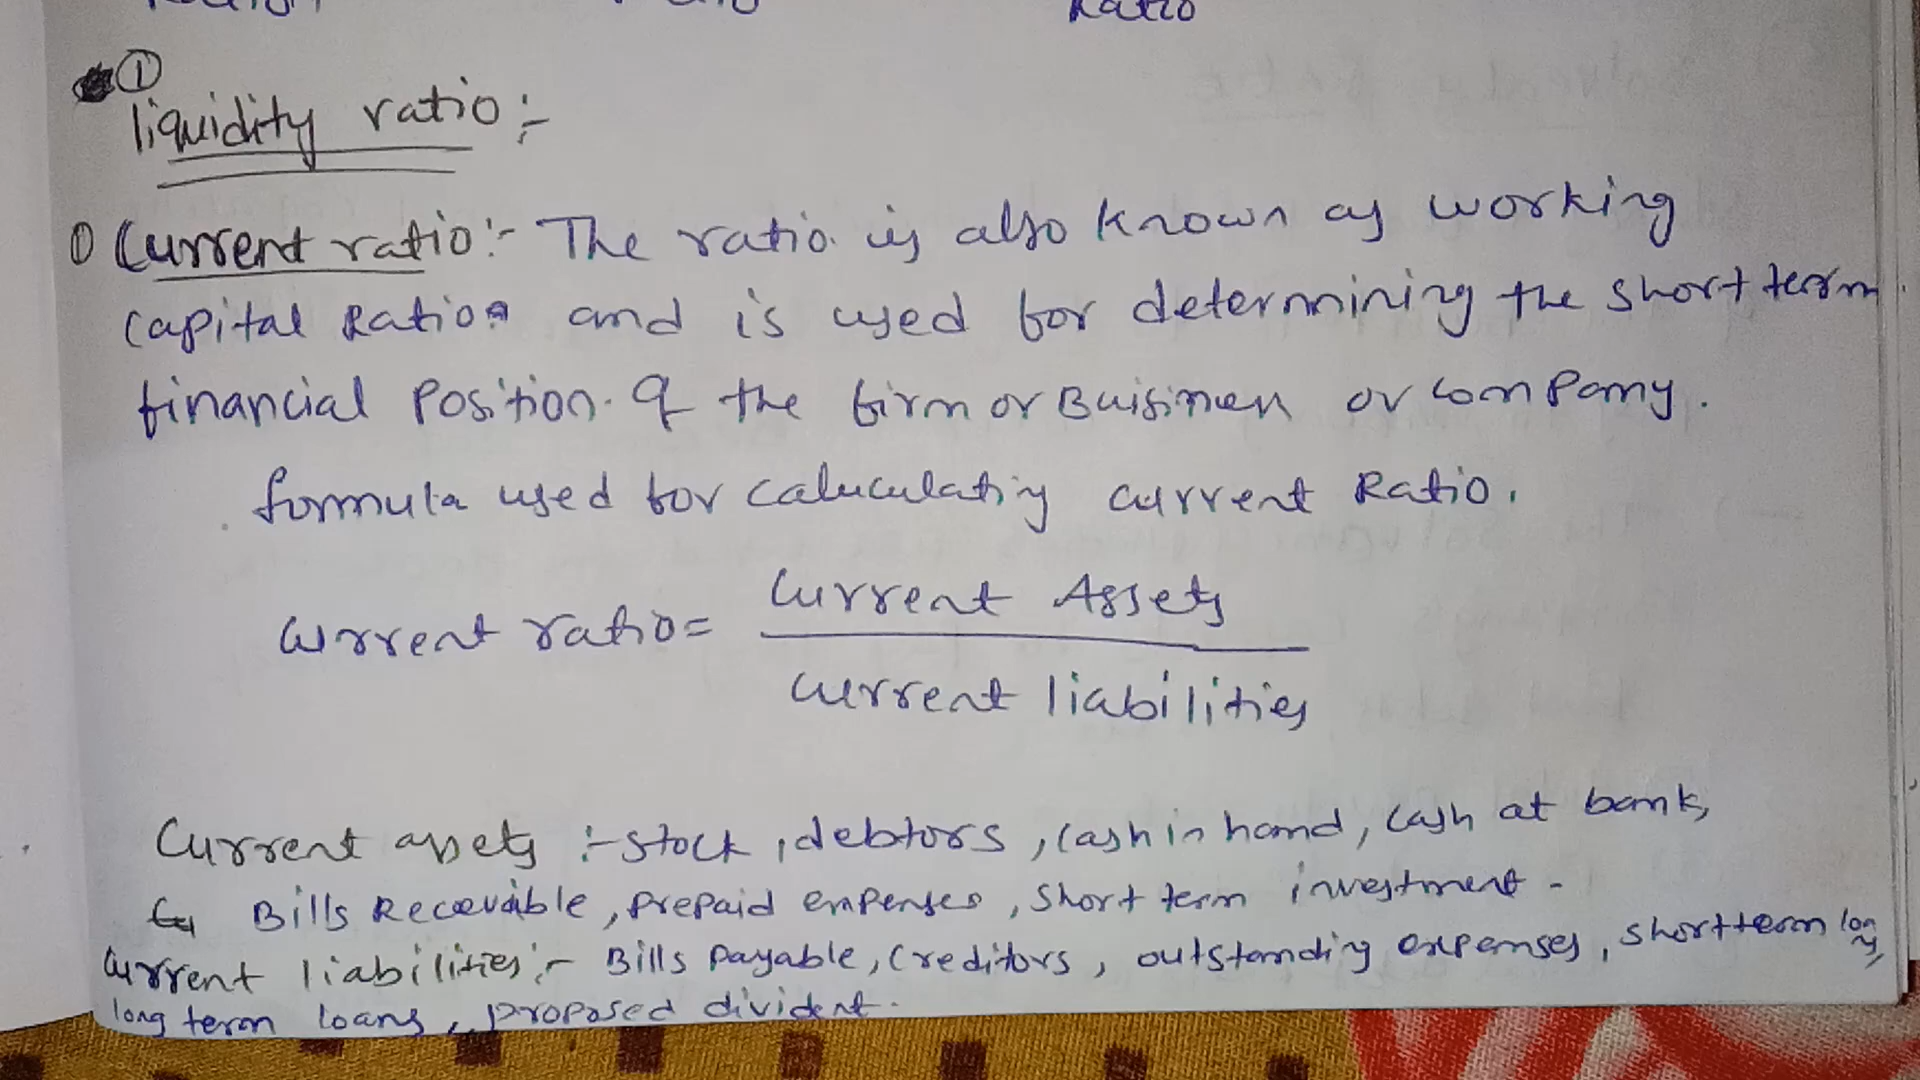 Ratio
①
liquidity ratio :-
① Current ratio :- The ratio is also known as working
capital Ratio and is used for determining the short term
financial Position of the firm or Buisiness or company.
formula used for caluculating current Ratio.
Current Assets
current ratio =
current liabilities
Current assets :- stock, debtors, cash in hand, cash at bank,
Bills Recevable, prepaid expenses, short term investment -
Current liabilities :- Bills payable, creditors, outstanding expenses, short term loans,
long term loans, proposed divident.